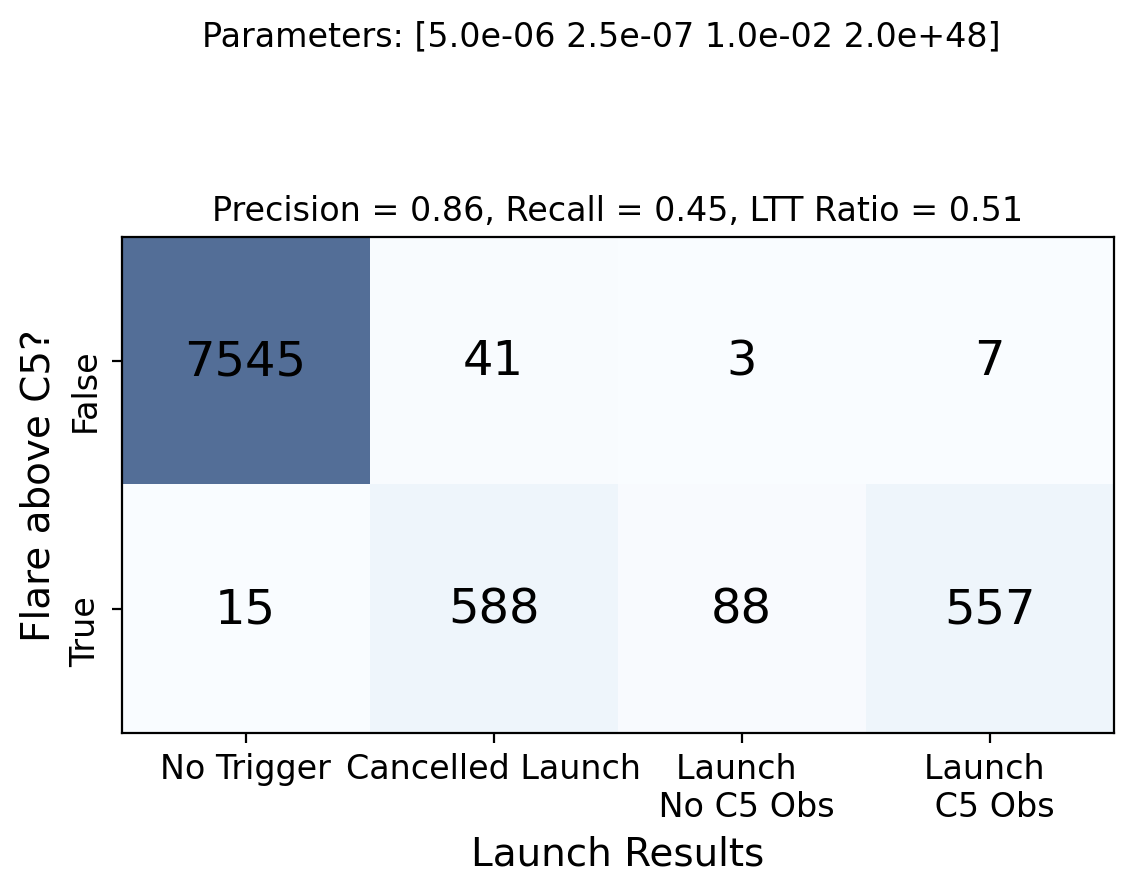 Parameters: [5.0e-06 2.5e-07 1.0e-02 2.0e+48]
Precision = 0.86, Recall = 0.45, LTT Ratio = 0.51
Flare above C5?
False
7545 41 3 7
True
15 588 88 557
No Trigger Cancelled Launch Launch Launch
No C5 Obs C5 Obs
Launch Results